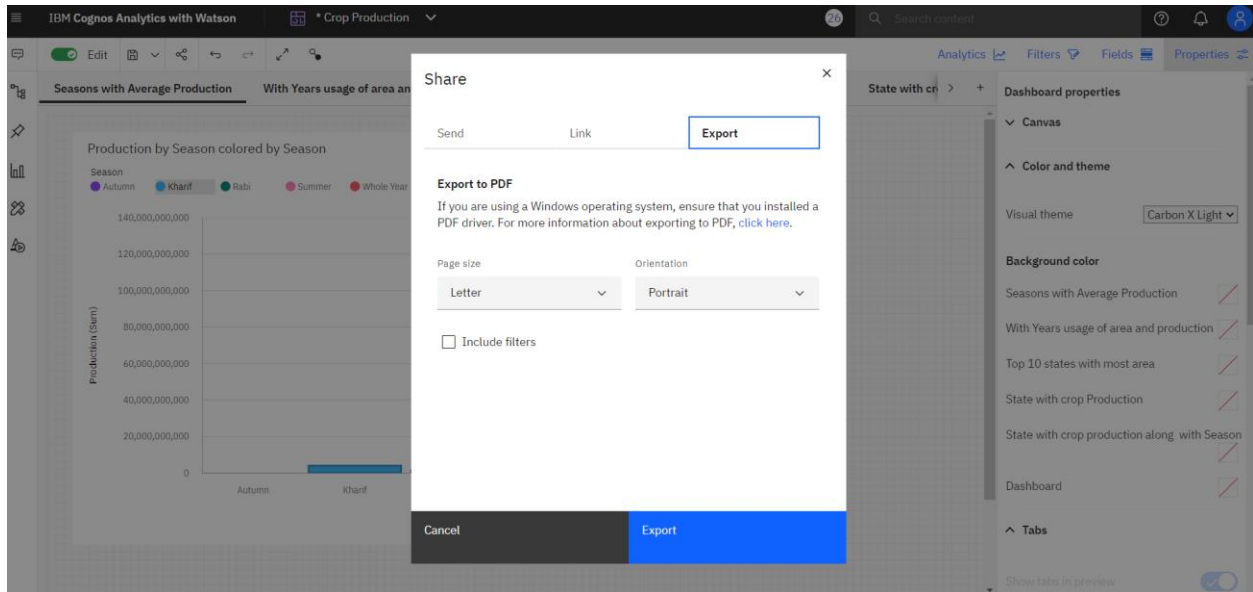 IBM Cognos Analytics with Watson
* Crop Production
26
Search content
Edit
Analytics
Filters
Fields
Properties
Seasons with Average Production
With Years usage of area an
State with cr
Share
Send
Link
Export
Export to PDF
If you are using a Windows operating system, ensure that you installed a
PDF driver. For more information about exporting to PDF, click here.
Page size
Orientation
Letter
Portrait
Include filters
Cancel
Export
Production by Season colored by Season
Season
Autumn
Kharif
Rabi
Summer
Whole Year
Production (Sum)
140,000,000,000
120,000,000,000
100,000,000,000
80,000,000,000
60,000,000,000
40,000,000,000
20,000,000,000
0
Autumn
Kharif
Dashboard properties
Canvas
Color and theme
Visual theme
Carbon X Light
Background color
Seasons with Average Production
With Years usage of area and production
Top 10 states with most area
State with crop Production
State with crop production along with Season
Dashboard
Tabs
Show tabs in preview